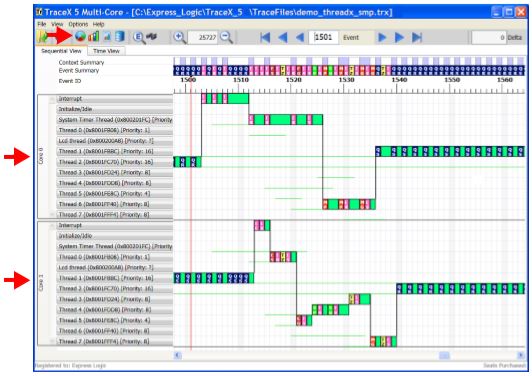 TraceX 5 Multi-Core - [C:\Express_Logic\TraceX_5 \TraceFiles\demo_threadx_smp.trx]
File View Options Help
25727 1501 Event 0 Delta
Sequential View Time View
Context Summary
Event Summary
Event ID
1500 1510 1520 1530 1540 1550 1560
Core 0
Interrupt
Initialize/Idle
System Timer Thread (0x800201FC) [Priority
Thread 0 (0x8001FB08) [Priority: 1]
Lcd thread (0x800200A8) [Priority: 7]
Thread 1 (0x8001FBBC) [Priority: 16]
Thread 2 (0x8001FC70) [Priority: 16]
Thread 3 (0x8001FD24) [Priority: 8]
Thread 4 (0x8001FDD8) [Priority: 8]
Thread 5 (0x8001FE8C) [Priority: 4]
Thread 6 (0x8001FF40) [Priority: 8]
Thread 7 (0x8001FFF4) [Priority: 8]
Core 1
Interrupt
Initialize/Idle
System Timer Thread (0x800201FC) [Priority
Thread 0 (0x8001FB08) [Priority: 1]
Lcd thread (0x800200A8) [Priority: 7]
Thread 1 (0x8001FBBC) [Priority: 16]
Thread 2 (0x8001FC70) [Priority: 16]
Thread 3 (0x8001FD24) [Priority: 8]
Thread 4 (0x8001FDD8) [Priority: 8]
Thread 5 (0x8001FE8C) [Priority: 4]
Thread 6 (0x8001FF40) [Priority: 8]
Thread 7 (0x8001FFF4) [Priority: 8]
Registered to: Express Logic Seats Purchased